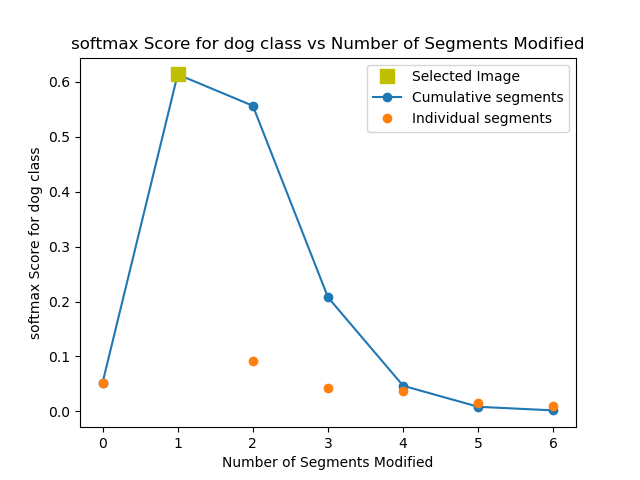 softmax Score for dog class vs Number of Segments Modified
Selected Image
Cumulative segments
Individual segments
softmax Score for dog class
0.6
0.5
0.4
0.3
0.2
0.1
0.0
0 1 2 3 4 5 6
Number of Segments Modified